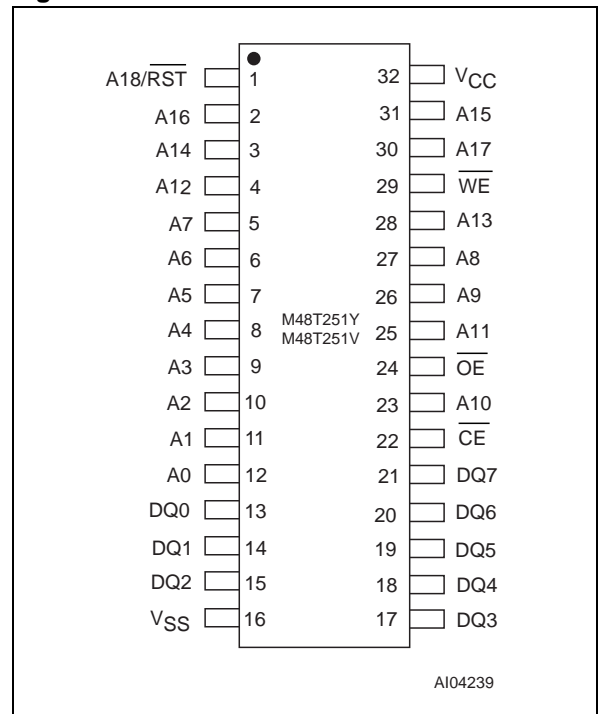 A18/RST 1 32 VCC
A16 2 31 A15
A14 3 30 A17
A12 4 29 WE
A7 5 28 A13
A6 6 27 A8
A5 7 26 A9
A4 8 M48T251Y 25 A11
M48T251V
A3 9 24 OE
A2 10 23 A10
A1 11 22 CE
A0 12 21 DQ7
DQ0 13 20 DQ6
DQ1 14 19 DQ5
DQ2 15 18 DQ4
VSS 16 17 DQ3
AI04239